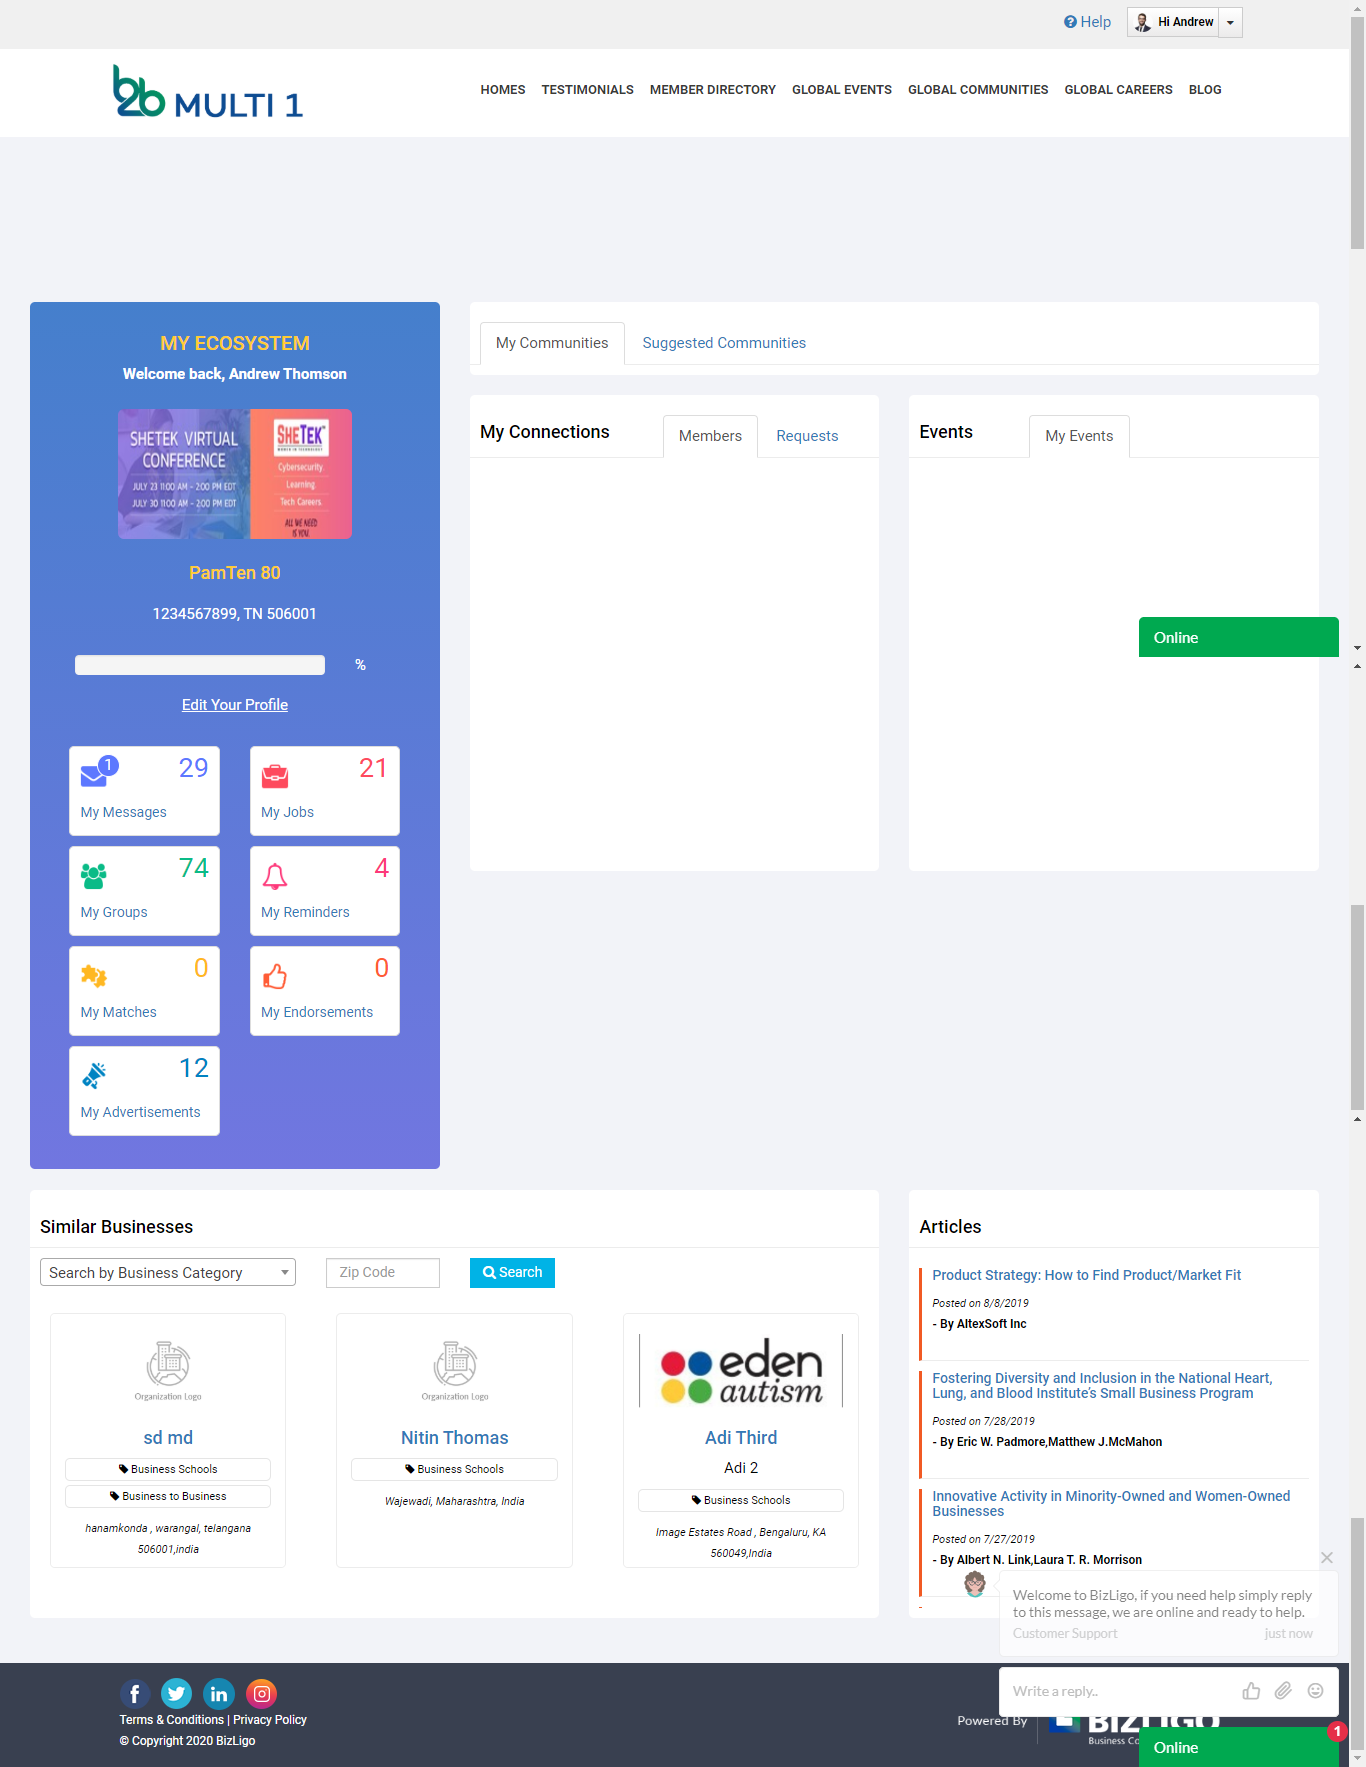 Help
Hi Andrew
b2b MULTI 1
HOMES TESTIMONIALS MEMBER DIRECTORY GLOBAL EVENTS GLOBAL COMMUNITIES GLOBAL CAREERS BLOG
MY ECOSYSTEM
Welcome back, Andrew Thomson
SHETEK VIRTUAL
CONFERENCE
JULY 23 11:00 AM - 2:00 PM EDT
JULY 30 11:00 AM - 2:00 PM EDT
SHETEK
WOMEN IN TECHNOLOGY
Cybersecurity
Learning
Tech Careers
ALL WE NEED
IS YOU.
PamTen 80
1234567899, TN 506001
%
Edit Your Profile
1
29
My Messages
21
My Jobs
74
My Groups
4
My Reminders
0
My Matches
0
My Endorsements
12
My Advertisements
My Communities
Suggested Communities
My Connections
Members
Requests
Events
My Events
Online
Similar Businesses
Search by Business Category
Zip Code
Search
Organization Logo
sd md
Business Schools
Business to Business
hanamkonda , warangal, telangana
506001,india
Organization Logo
Nitin Thomas
Business Schools
Wajewadi, Maharashtra, India
eden
autism
Adi Third
Adi 2
Business Schools
Image Estates Road , Bengaluru, KA
560049,India
Articles
Product Strategy: How to Find Product/Market Fit
Posted on 8/8/2019
- By AltexSoft Inc
Fostering Diversity and Inclusion in the National Heart,
Lung, and Blood Institute's Small Business Program
Posted on 7/28/2019
- By Eric W. Padmore,Matthew J.McMahon
Innovative Activity in Minority-Owned and Women-Owned
Businesses
Posted on 7/27/2019
- By Albert N. Link,Laura T. R. Morrison
-
Welcome to BizLigo, if you need help simply reply
to this message, we are online and ready to help.
Customer Support just now
Write a reply..
Terms & Conditions | Privacy Policy
© Copyright 2020 BizLigo
Powered By
BIZLIGO
Business Co
Online
1